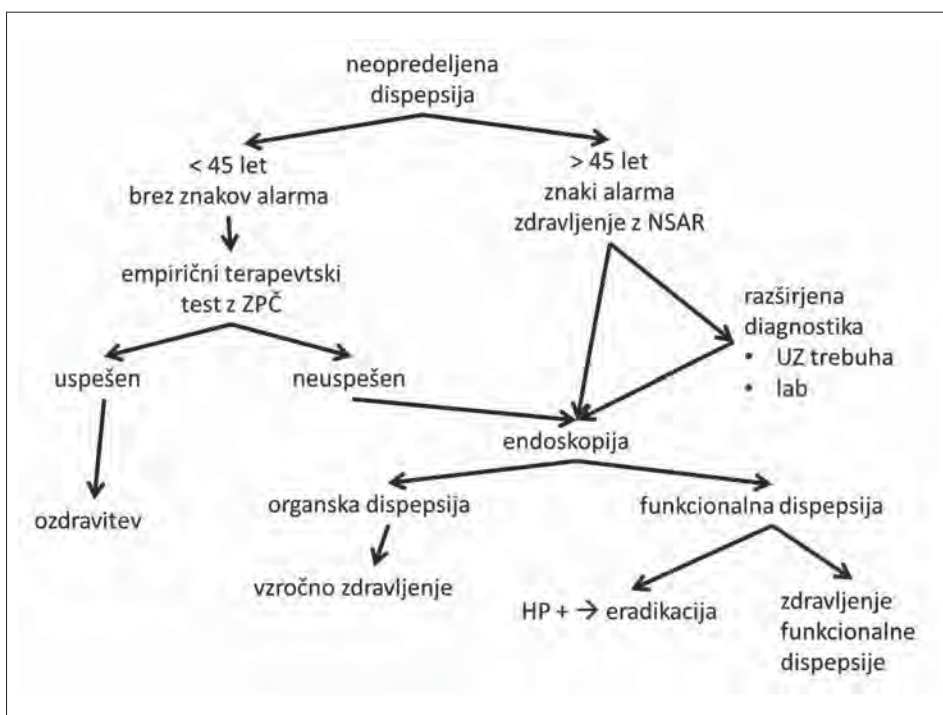 neopredeljena
dispepsija
< 45 let
brez znakov alarma
> 45 let
znaki alarma
zdravljenje z NSAR
empirični terapevtski
test z ZPČ
razširjena
diagnostika
• UZ trebuha
• lab
uspešen
neuspešen
endoskopija
ozdravitev
organska dispepsija
funkcionalna dispepsija
vzročno zdravljenje
HP + → eradikacija
zdravljenje
funkcionalne
dispepsije